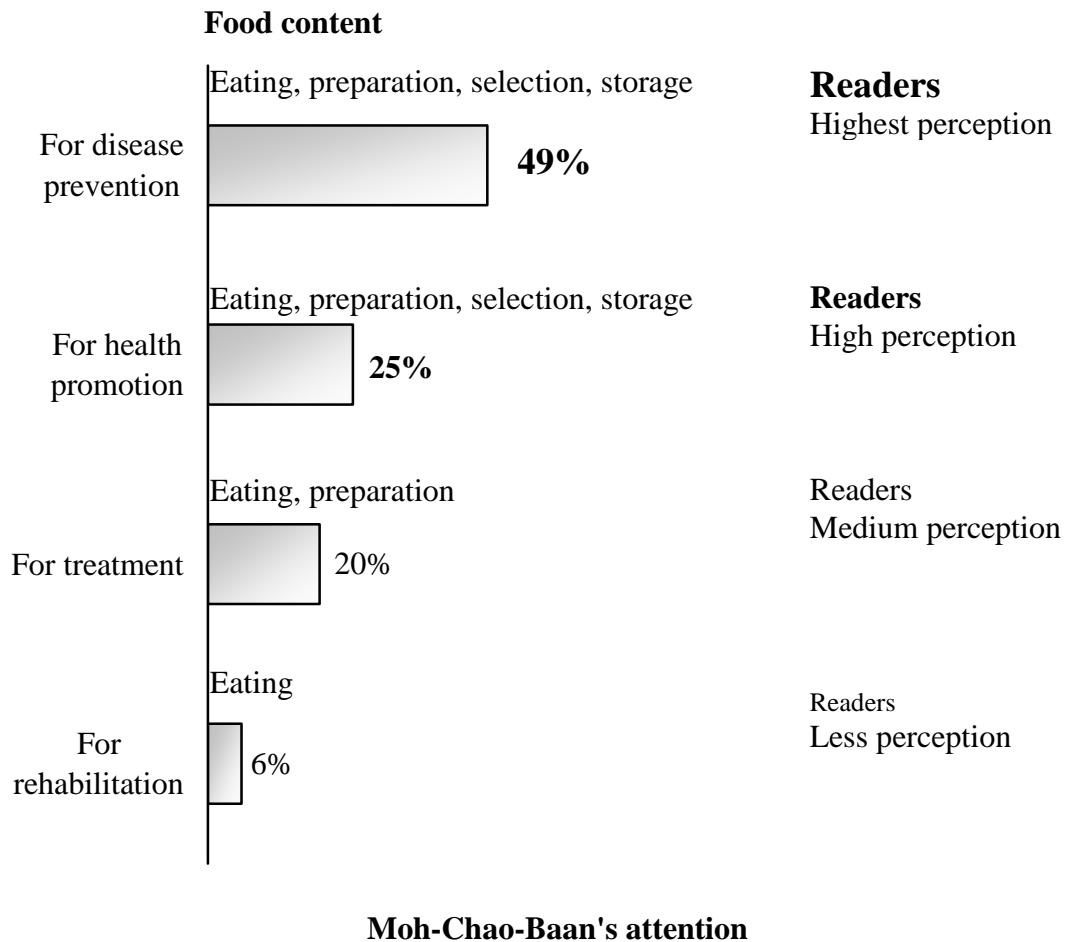 Food content
Eating, preparation, selection, storage
Readers
Highest perception
For disease
prevention
49%
Eating, preparation, selection, storage
Readers
High perception
For health
promotion
25%
Eating, preparation
Readers
Medium perception
For treatment
20%
Eating
Readers
Less perception
For
rehabilitation
6%
Moh-Chao-Baan's attention